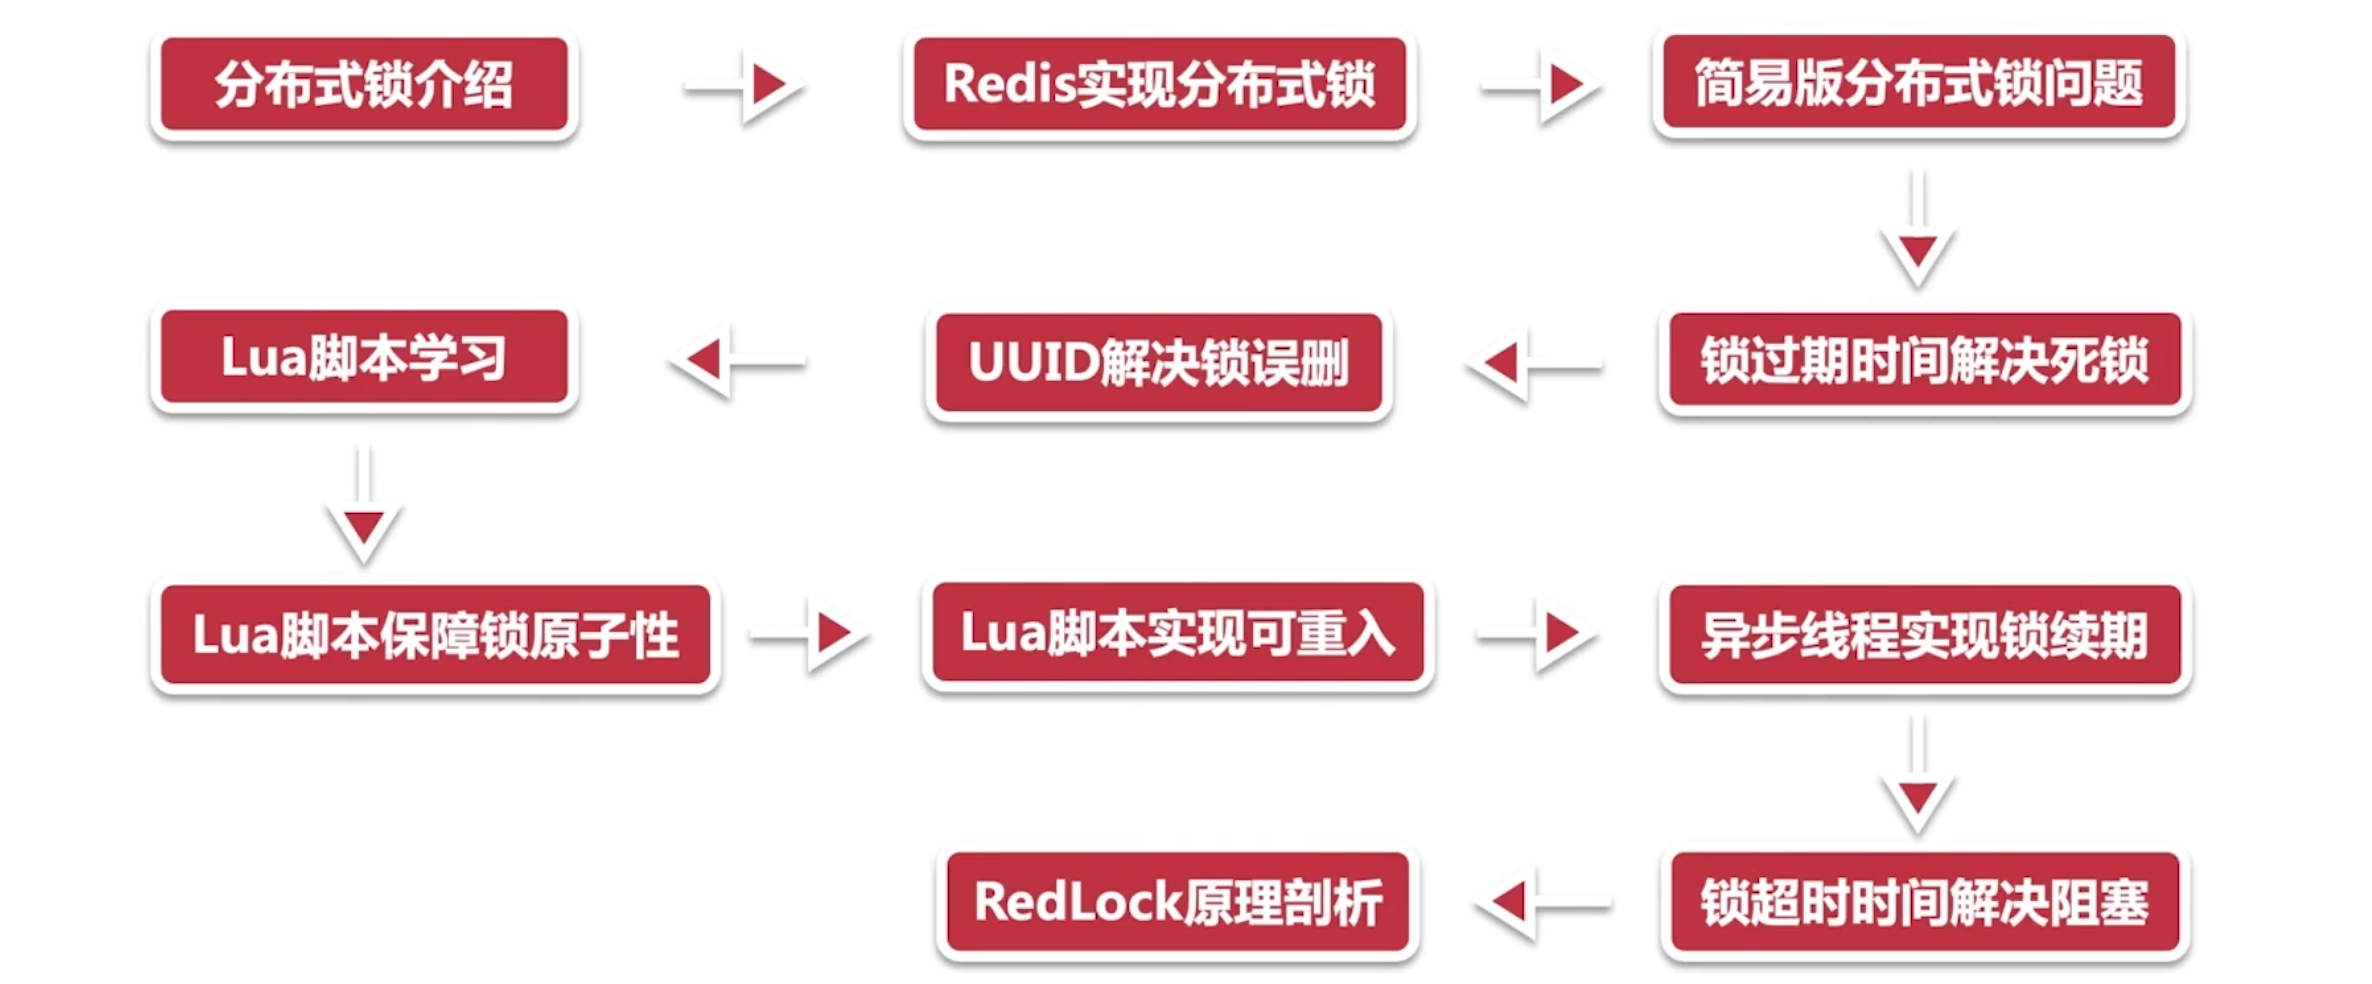 分布式锁介绍
Redis实现分布式锁
简易版分布式锁问题
锁过期时间解决死锁
UUID解决锁误删
Lua脚本学习
Lua脚本保障锁原子性
Lua脚本实现可重入
异步线程实现锁续期
锁超时时间解决阻塞
RedLock原理剖析